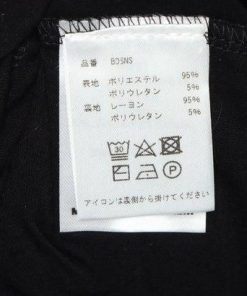 品番 BD5NS
表地 ポリエステル 95%
ポリウレタン 5%
裏地 レーヨン 95%
ポリウレタン 5%
30
P
アイロンは裏側から掛けてください